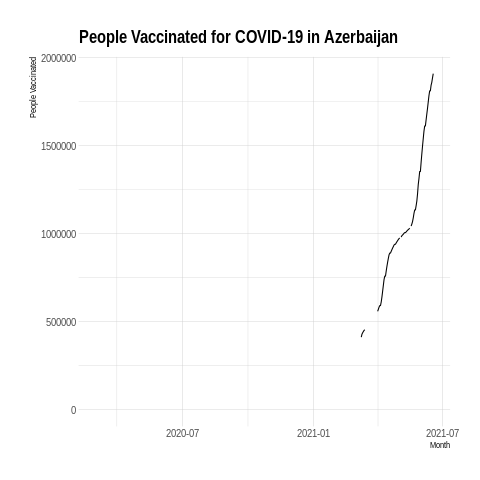 People Vaccinated for COVID-19 in Azerbaijan
People Vaccinated
2000000
1500000
1000000
500000
0
2020-07
2021-01
2021-07
Month